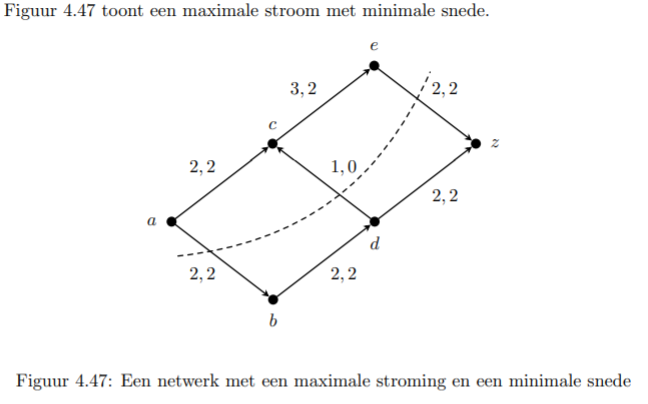 Figuur 4.47 toont een maximale stroom met minimale snede.
e
3, 2
2, 2
c
z
2, 2
1, 0
2, 2
a
d
2, 2
2, 2
b
Figuur 4.47: Een netwerk met een maximale stroming en een minimale snede